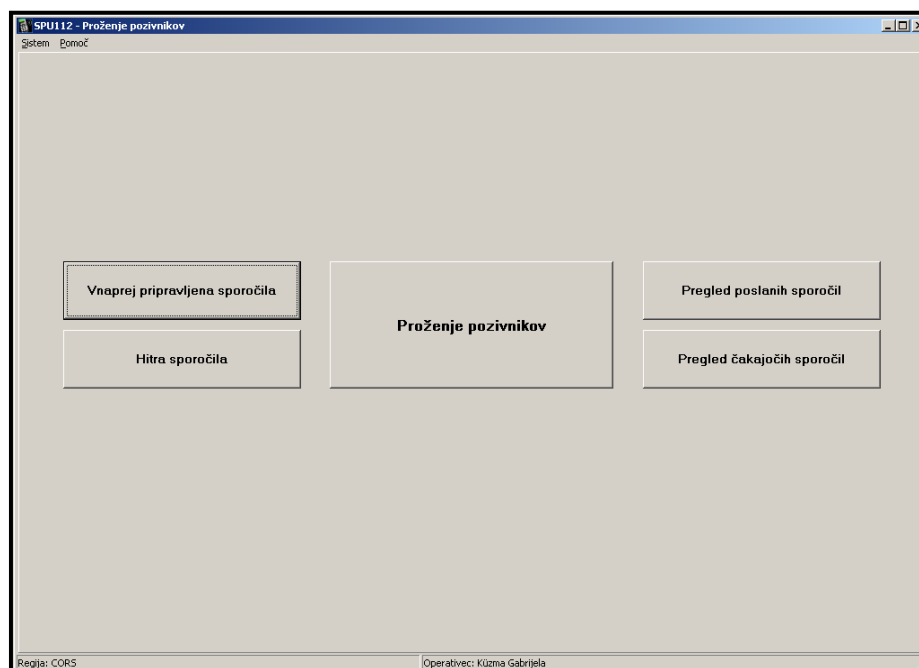 SPU112 - Proženje pozivnikov
Sistem Pomoč
Vnaprej pripravljena sporočila
Hitra sporočila
Proženje pozivnikov
Pregled poslanih sporočil
Pregled čakajočih sporočil
Regija: CORS
Operativec: Küzma Gabrijela